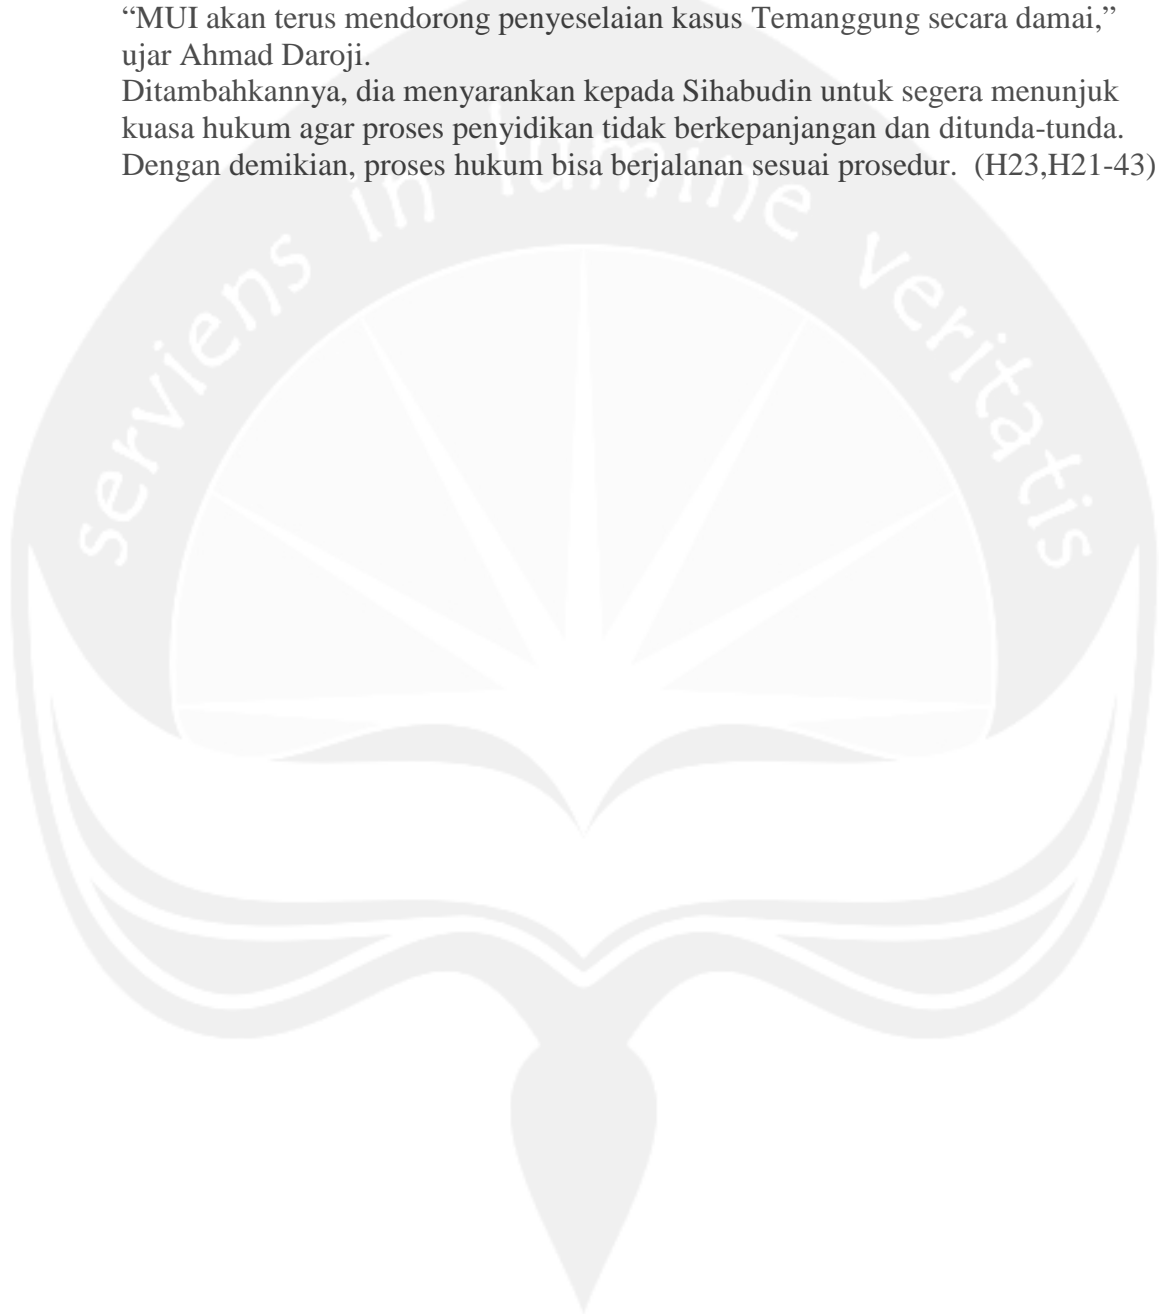 “MUI akan terus mendorong penyeselaian kasus Temanggung secara damai,”
ujar Ahmad Daroji.
Ditambahkannya, dia menyarankan kepada Sihabudin untuk segera menunjuk
kuasa hukum agar proses penyidikan tidak berkepanjangan dan ditunda-tunda.
Dengan demikian, proses hukum bisa berjalanan sesuai prosedur.  (H23,H21-43)
serviens in lumine veritatis